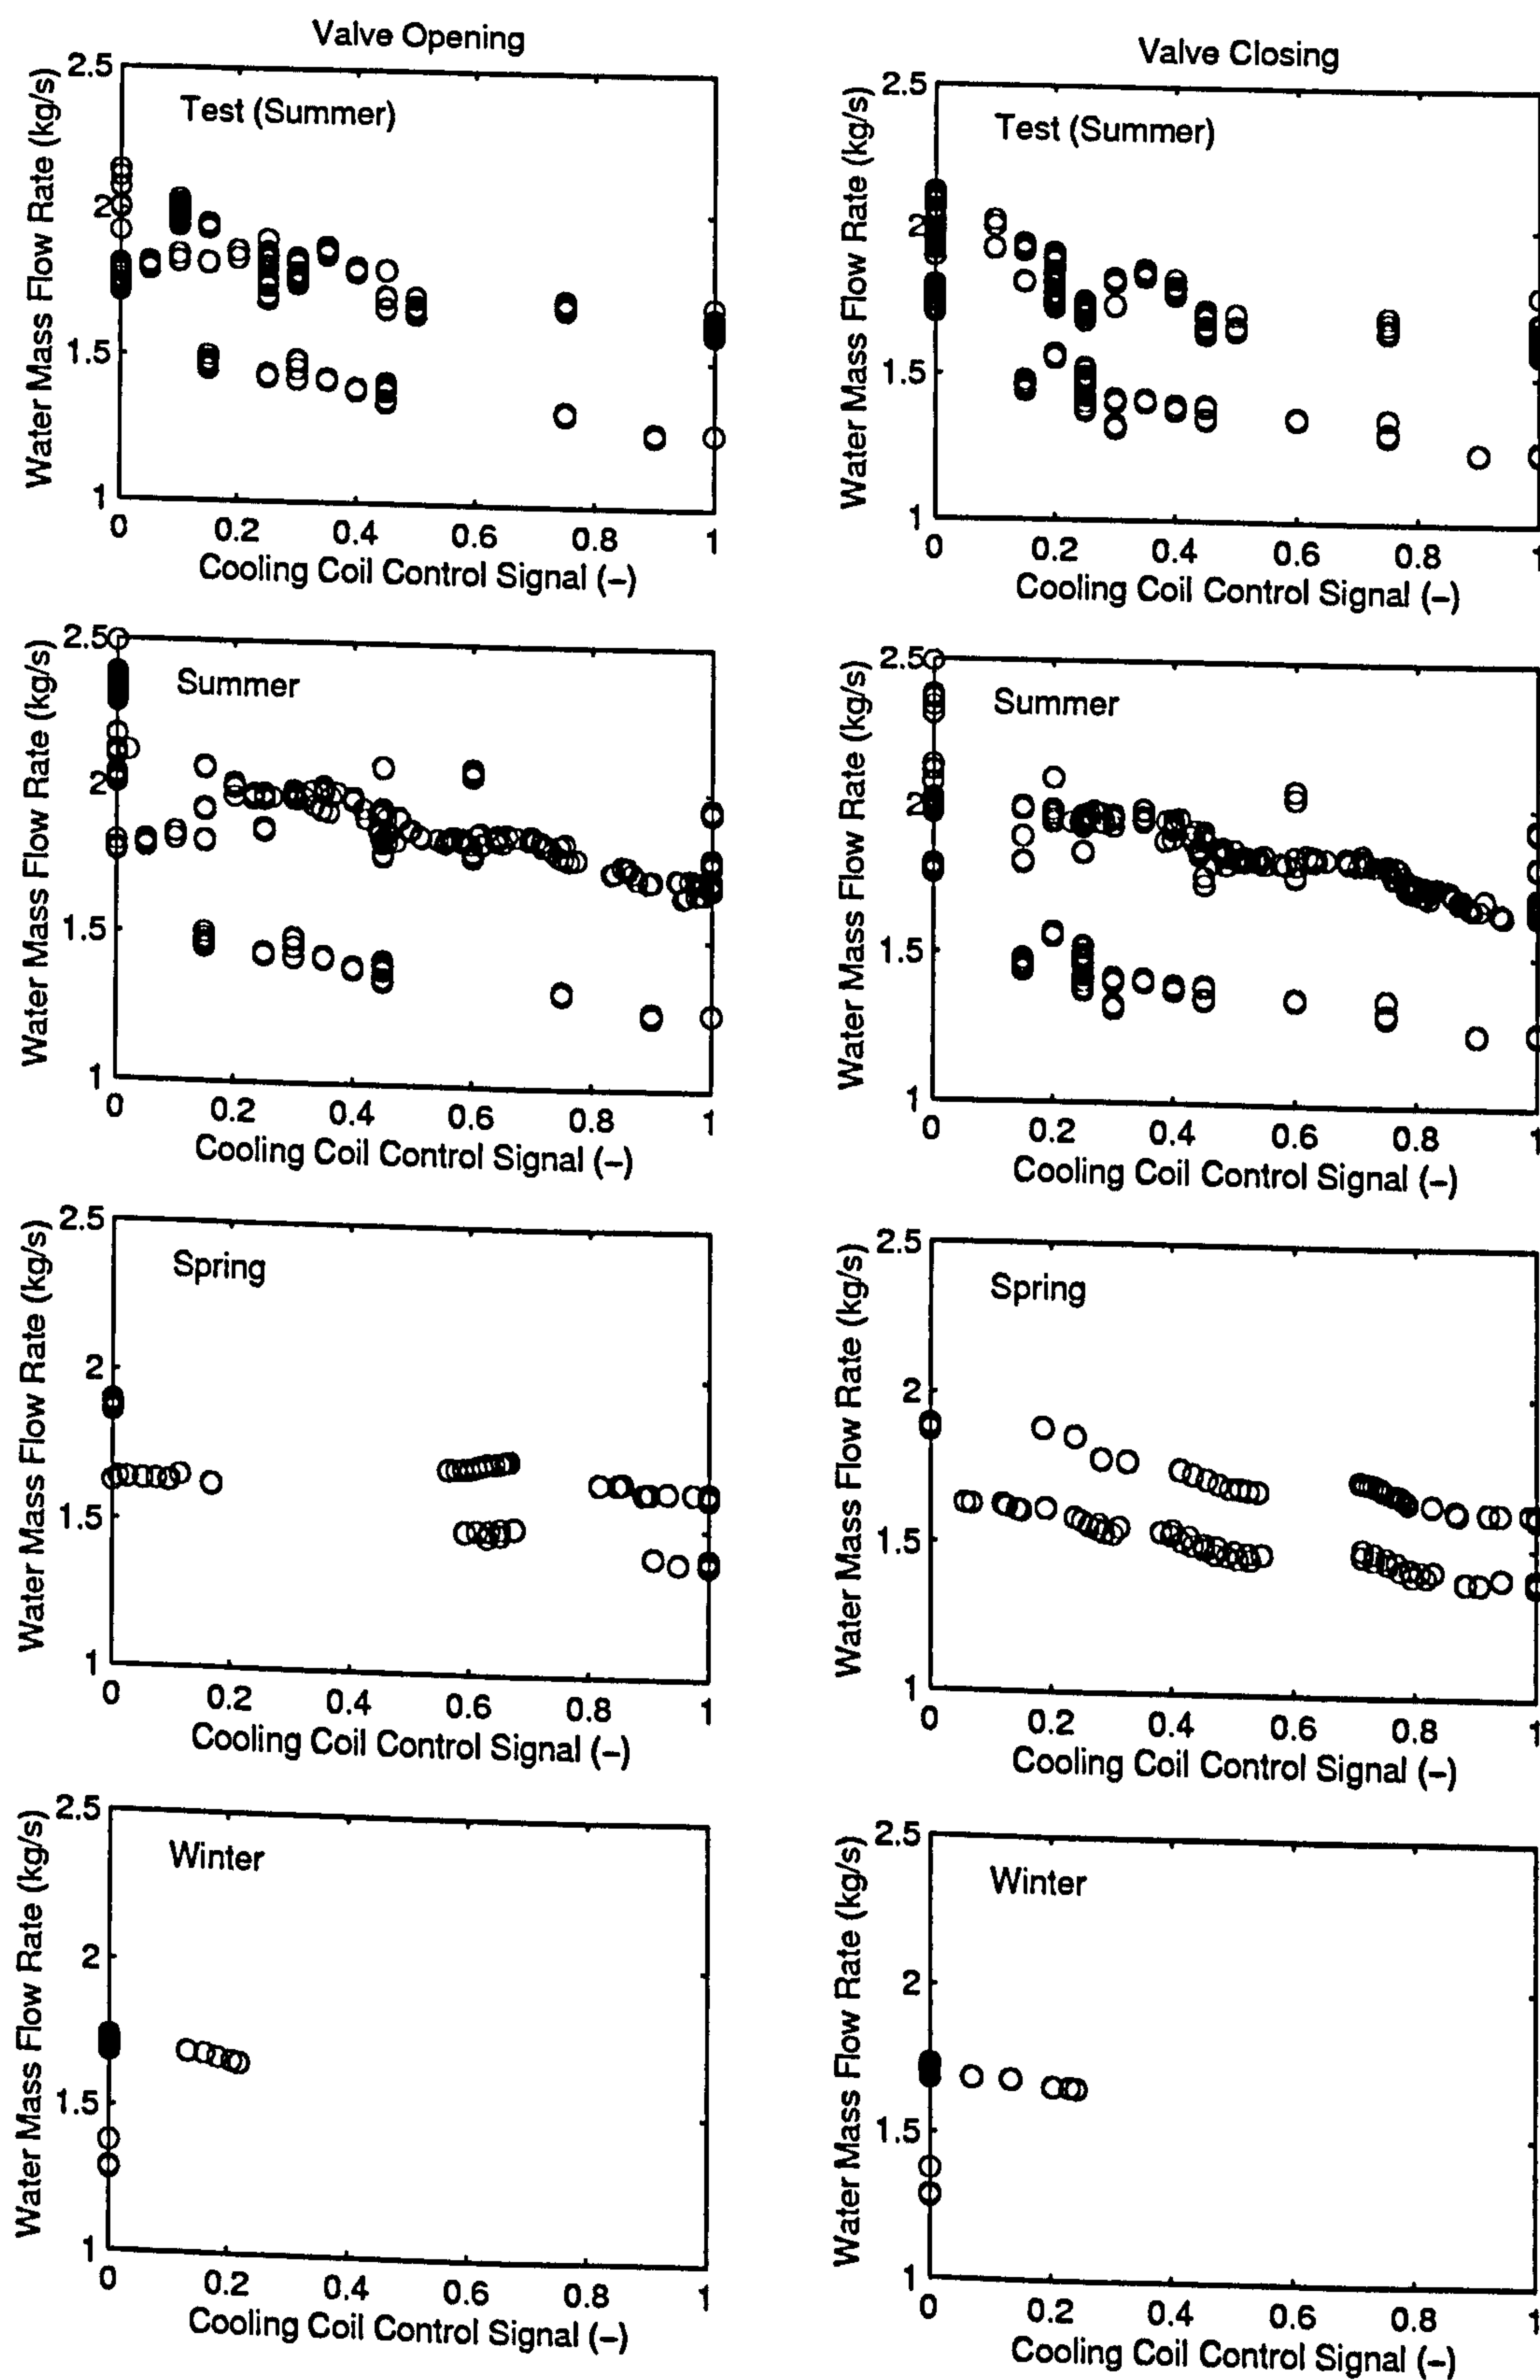 Valve Opening
Valve Closing
Water Mass Flow Rate (kg/s)
2.5
2
1.5
1
Test (Summer)
0 0.2 0.4 0.6 0.8 1
Cooling Coil Control Signal (–)
Water Mass Flow Rate (kg/s)
2.5
2
1.5
1
Test (Summer)
0 0.2 0.4 0.6 0.8 1
Cooling Coil Control Signal (–)
Water Mass Flow Rate (kg/s)
2.5
2
1.5
1
Summer
0 0.2 0.4 0.6 0.8 1
Cooling Coil Control Signal (–)
Water Mass Flow Rate (kg/s)
2.5
2
1.5
1
Summer
0 0.2 0.4 0.6 0.8 1
Cooling Coil Control Signal (–)
Water Mass Flow Rate (kg/s)
2.5
2
1.5
1
Spring
0 0.2 0.4 0.6 0.8 1
Cooling Coil Control Signal (–)
Water Mass Flow Rate (kg/s)
2.5
2
1.5
1
Spring
0 0.2 0.4 0.6 0.8 1
Cooling Coil Control Signal (–)
Water Mass Flow Rate (kg/s)
2.5
2
1.5
1
Winter
0 0.2 0.4 0.6 0.8 1
Cooling Coil Control Signal (–)
Water Mass Flow Rate (kg/s)
2.5
2
1.5
1
Winter
0 0.2 0.4 0.6 0.8 1
Cooling Coil Control Signal (–)